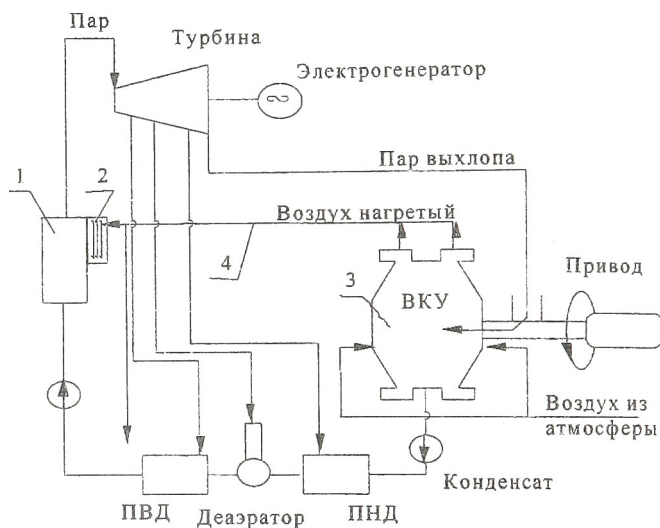 Пар
Турбина
Электрогенератор
Пар выхлопа
1
2
Воздух нагретый
4
3
ВКУ
Привод
Воздух из
атмосферы
Конденсат
ПВД
Деаэратор
ПНД